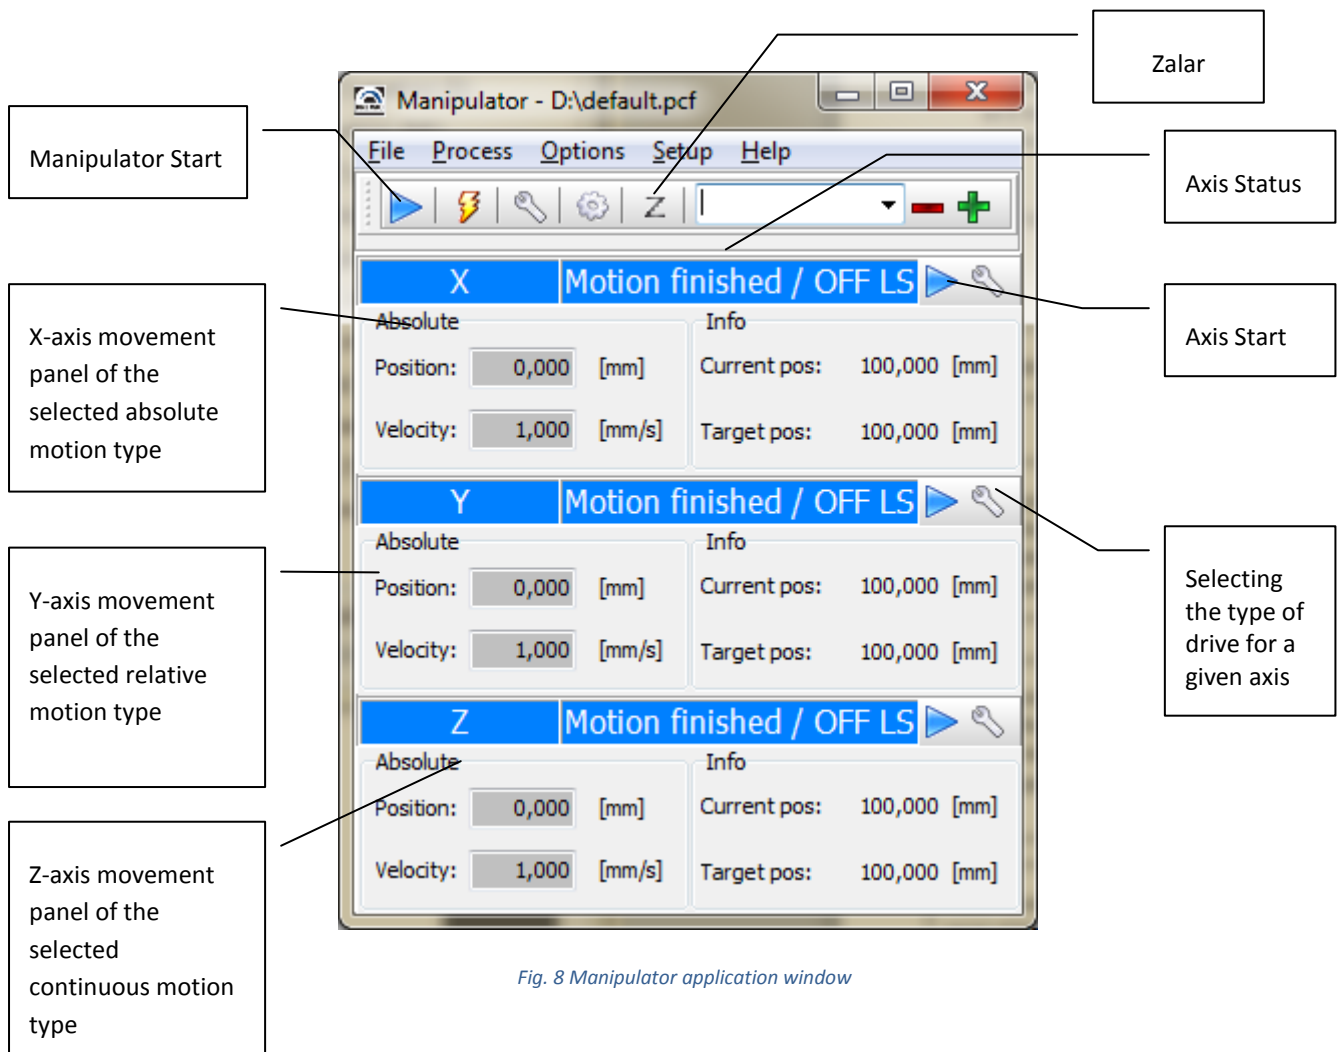 Zalar
Manipulator - D:\default.pcf
Manipulator Start
File Process Options Setup Help
Axis Status
Z
X Motion finished / OFF LS
Axis Start
X-axis movement
panel of the
selected absolute
motion type
Absolute
Position: 0,000 [mm]
Velocity: 1,000 [mm/s]
Info
Current pos: 100,000 [mm]
Target pos: 100,000 [mm]
Y Motion finished / OFF LS
Selecting
the type of
drive for a
given axis
Y-axis movement
panel of the
selected relative
motion type
Absolute
Position: 0,000 [mm]
Velocity: 1,000 [mm/s]
Info
Current pos: 100,000 [mm]
Target pos: 100,000 [mm]
Z Motion finished / OFF LS
Z-axis movement
panel of the
selected
continuous motion
type
Absolute
Position: 0,000 [mm]
Velocity: 1,000 [mm/s]
Info
Current pos: 100,000 [mm]
Target pos: 100,000 [mm]
Fig. 8 Manipulator application window